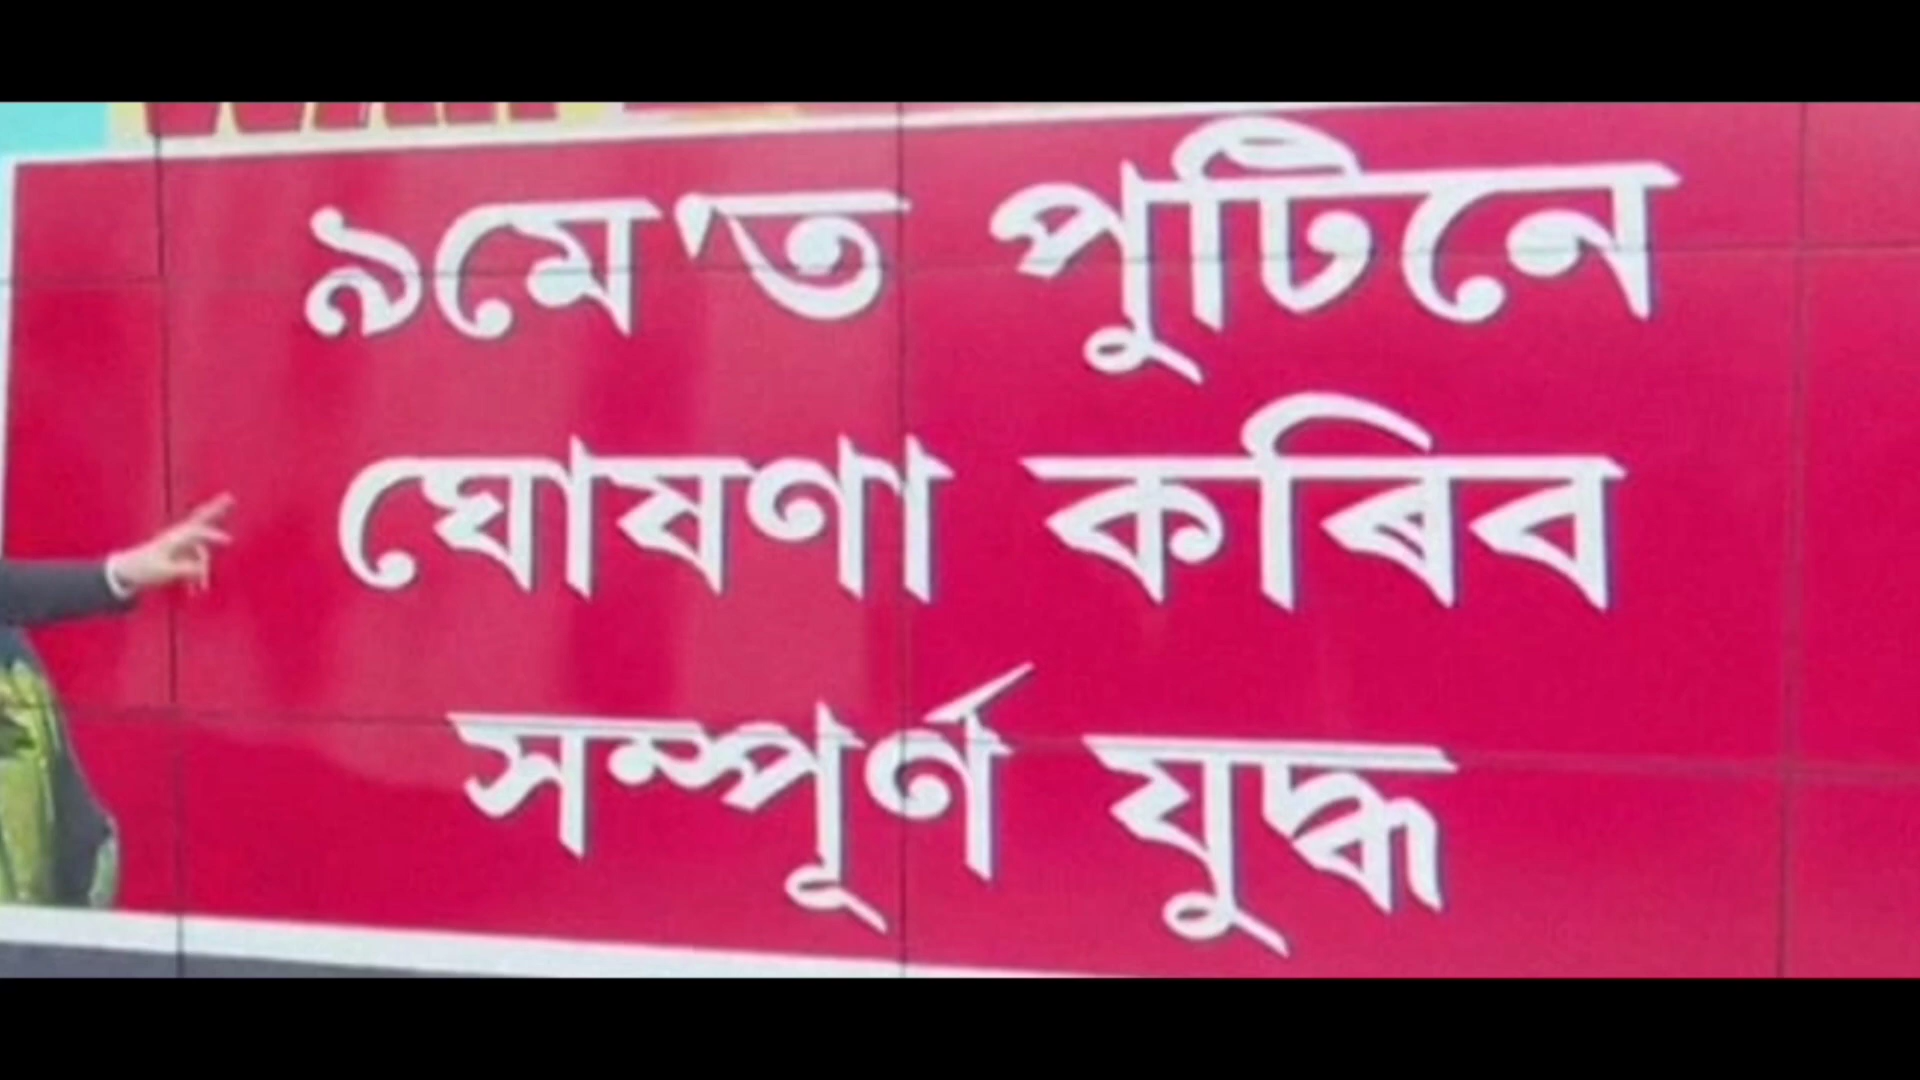 ৯মে'ত পুটিনে
ঘোষণা কৰিব
সম্পূৰ্ণ যুদ্ধ